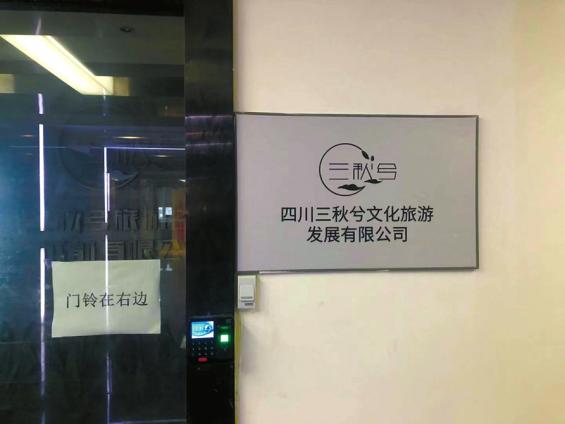 三秋兮
四川三秋兮文化旅游
发展有限公司
门铃在右边